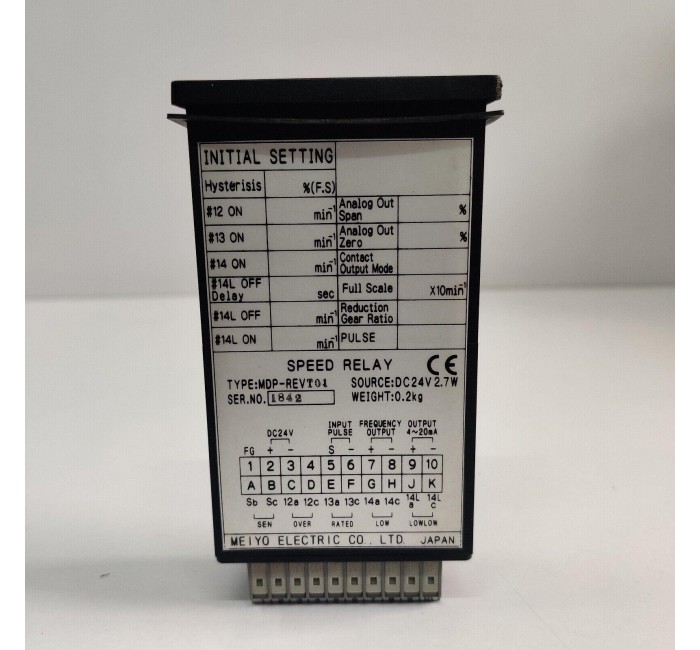 INITIAL SETTING
Hysterisis %(F.S)
#12 ON min⁻¹ Analog Out Span %
#13 ON min⁻¹ Analog Out Zero %
#14 ON min⁻¹ Contact Output Mode
#14L OFF Delay sec Full Scale X10min⁻¹
#14L OFF min⁻¹ Reduction Gear Ratio
#14L ON min⁻¹ PULSE
SPEED RELAY CE
TYPE:MDP-REVT01 SOURCE:DC24V 2.7W
SER.NO. 1842 WEIGHT:0.2kg
DC24V INPUT PULSE FREQUENCY OUTPUT OUTPUT 4~20mA
FG + - S - + - + -
1 2 3 4 5 6 7 8 9 10
A B C D E F G H J K
Sb Sc 12a 12c 13a 13c 14a 14c 14L a 14L c
SEN OVER RATED LOW LOWLOW
MEIYO ELECTRIC CO., LTD. JAPAN